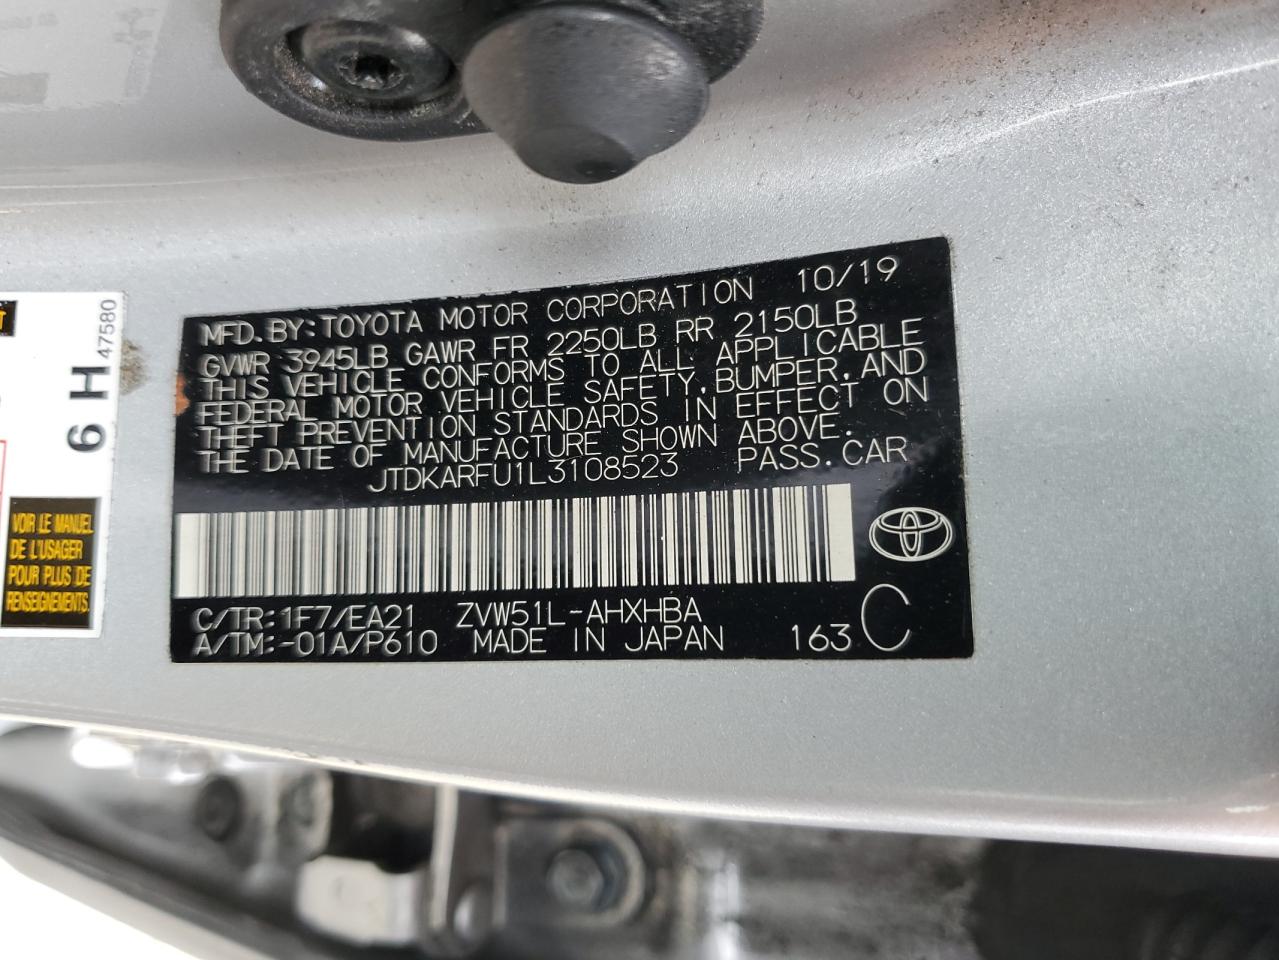 MFD. BY: TOYOTA MOTOR CORPORATION 10/19
GVWR 3945LB GAWR FR 2250LB RR 2150LB
THIS VEHICLE CONFORMS TO ALL APPLICABLE
FEDERAL MOTOR VEHICLE SAFETY, BUMPER, AND
THEFT PREVENTION STANDARDS IN EFFECT ON
THE DATE OF MANUFACTURE SHOWN ABOVE.
JTDKARFU1L3108523 PASS. CAR
C/TR: 1F7/EA21 ZVW51L-AHXHBA
A/TM: -01A/P610 MADE IN JAPAN 163 C
6 H 47580
VOIR LE MANUEL
DE L'USAGER
POUR PLUS DE
RENSEIGNEMENTS.